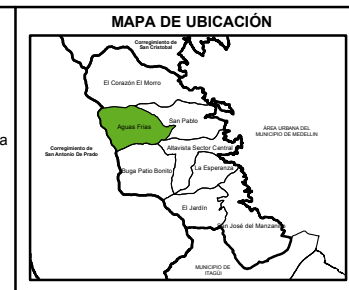 MAPA DE UBICACIÓN
Corregimiento de
San Cristobal
El Corazón El Morro
San Pablo
Aguas Frias
ÁREA URBANA DEL
MUNICIPIO DE MEDELLIN
a
Altavista Sector Central
Corregimiento de
San Antonio De Prado
La Esperanza
Buga Patio Bonito
El Jardín
San José del Manzanillo
MUNICIPIO DE
ITAGÜI